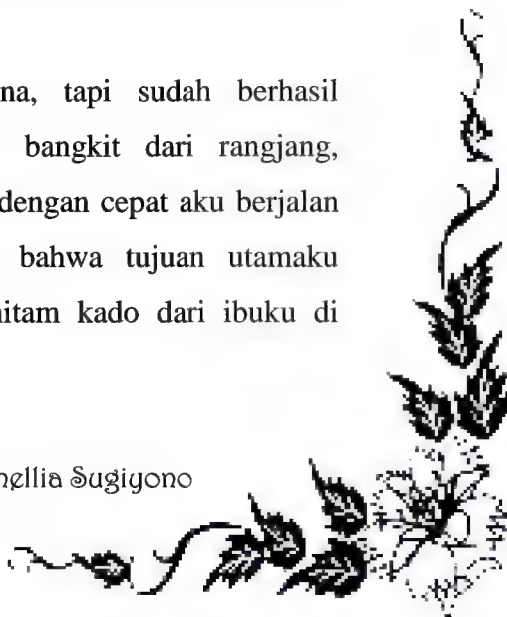 na, tapi sudah berhasil
bangkit dari rangjang,
dengan cepat aku berjalan
bahwa tujuan utamaku
hitam kado dari ibuku di
nellia Sugiyono